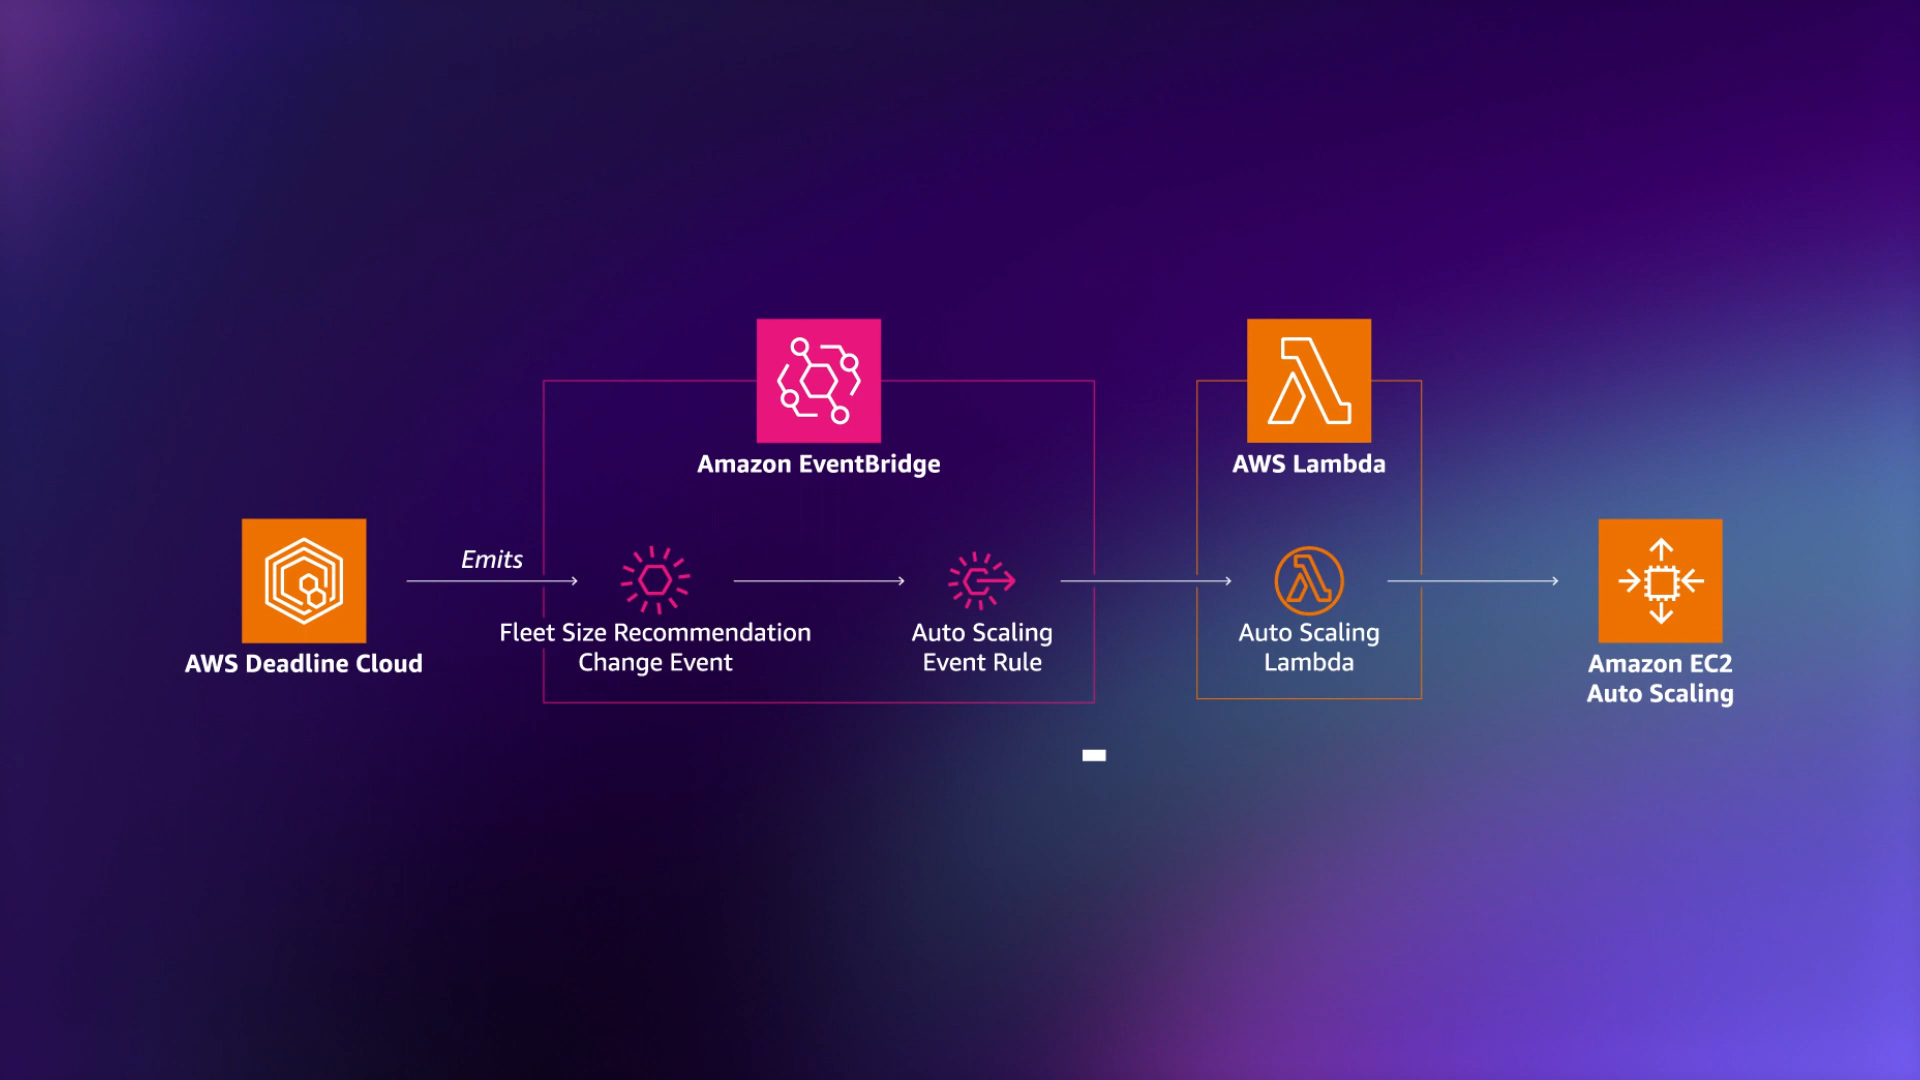 Amazon EventBridge
AWS Lambda
Emits
Fleet Size Recommendation
Change Event
Auto Scaling
Event Rule
Auto Scaling
Lambda
AWS Deadline Cloud
Amazon EC2
Auto Scaling